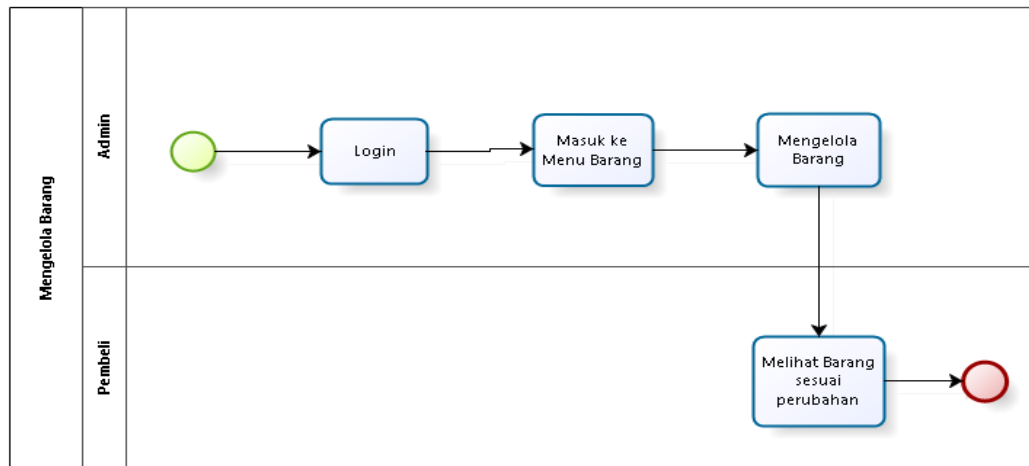 Mengelola Barang
Admin
Login
Masuk ke
Menu Barang
Mengelola
Barang
Pembeli
Melihat Barang
sesuai
perubahan